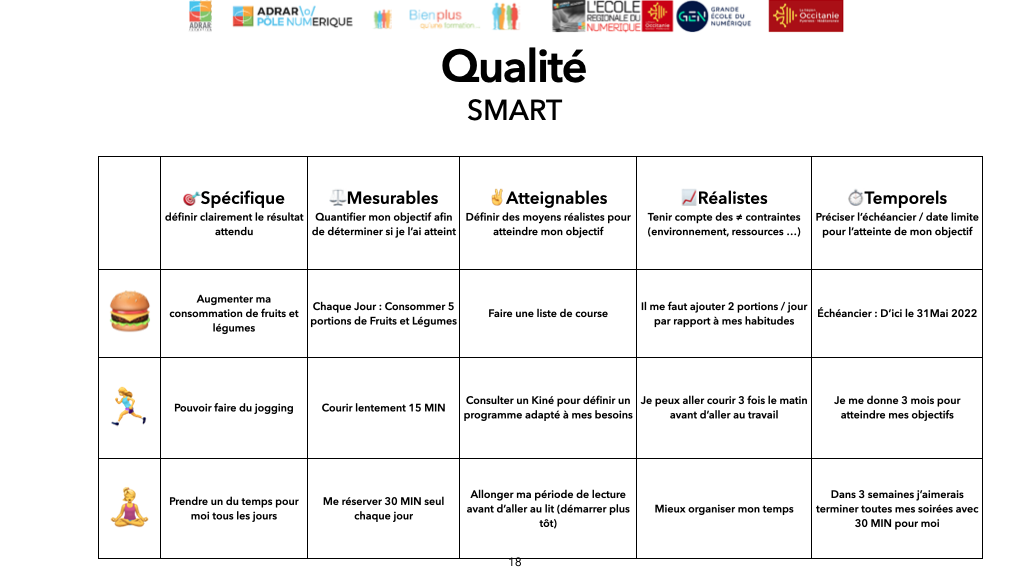 ADRAR
ADRAR\o/
PÔLE NUMÉRIQUE
Bien plus
qu'une formation...
L'ÉCOLE
RÉGIONALE DU
NUMÉRIQUE
GEN
GRANDE
ÉCOLE DU
NUMÉRIQUE
Occitanie
Qualité
SMART
Spécifique
définir clairement le résultat
attendu
Mesurables
Quantifier mon objectif afin
de déterminer si je l'ai atteint
Atteignables
Définir des moyens réalistes pour
atteindre mon objectif
Réalistes
Tenir compte des ≠ contraintes
(environnement, ressources …)
Temporels
Préciser l'échéancier / date limite
pour l'atteinte de mon objectif
Augmenter ma
consommation de fruits et
légumes
Chaque Jour : Consommer 5
portions de Fruits et Légumes
Faire une liste de course
Il me faut ajouter 2 portions / jour
par rapport à mes habitudes
Échéancier : D'ici le 31Mai 2022
Pouvoir faire du jogging
Courir lentement 15 MIN
Consulter un Kiné pour définir un
programme adapté à mes besoins
Je peux aller courir 3 fois le matin
avant d'aller au travail
Je me donne 3 mois pour
atteindre mes objectifs
Prendre un du temps pour
moi tous les jours
Me réserver 30 MIN seul
chaque jour
Allonger ma période de lecture
avant d'aller au lit (démarrer plus
tôt)
Mieux organiser mon temps
Dans 3 semaines j'aimerais
terminer toutes mes soirées avec
30 MIN pour moi
18